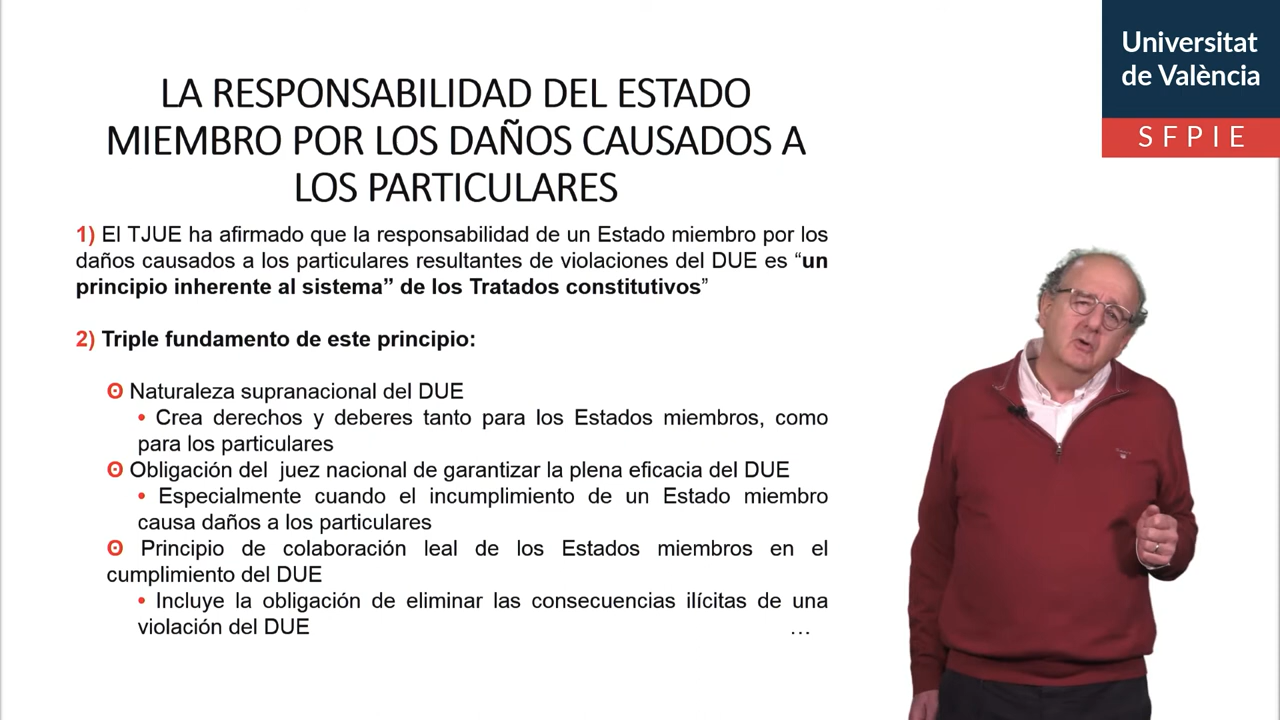 Universitat
de València
SFPIE
LA RESPONSABILIDAD DEL ESTADO
MIEMBRO POR LOS DAÑOS CAUSADOS A
LOS PARTICULARES
1) El TJUE ha afirmado que la responsabilidad de un Estado miembro por los
daños causados a los particulares resultantes de violaciones del DUE es “un
principio inherente al sistema” de los Tratados constitutivos”
2) Triple fundamento de este principio:
ʘ Naturaleza supranacional del DUE
• Crea derechos y deberes tanto para los Estados miembros, como
para los particulares
ʘ Obligación del juez nacional de garantizar la plena eficacia del DUE
• Especialmente cuando el incumplimiento de un Estado miembro
causa daños a los particulares
ʘ Principio de colaboración leal de los Estados miembros en el
cumplimiento del DUE
• Incluye la obligación de eliminar las consecuencias ilícitas de una
violación del DUE ...